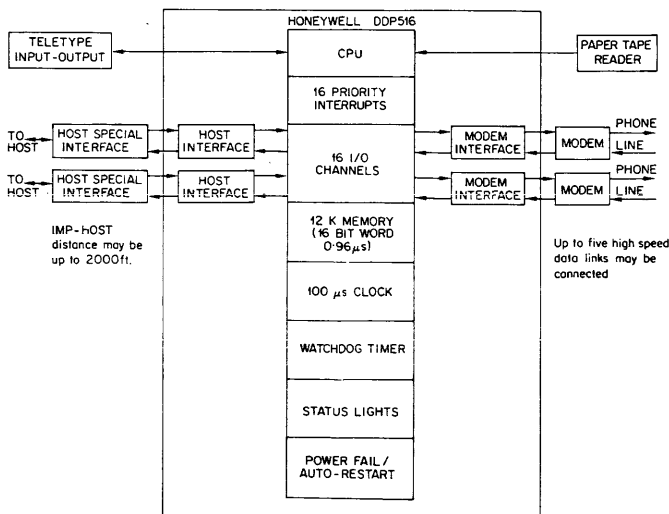 HONEYWELL DDP516
TELETYPE
INPUT-OUTPUT
CPU
PAPER TAPE
READER
16 PRIORITY
INTERRUPTS
TO
HOST
HOST SPECIAL
INTERFACE
HOST
INTERFACE
16 I/O
CHANNELS
MODEM
INTERFACE
MODEM
PHONE
LINE
TO
HOST
HOST SPECIAL
INTERFACE
HOST
INTERFACE
MODEM
INTERFACE
MODEM
PHONE
LINE
IMP-HOST
distance may be
up to 2000ft.
12 K MEMORY
(16 BIT WORD
0·96µs)
Up to five high speed
data links may be
connected
100 µs CLOCK
WATCHDOG TIMER
STATUS LIGHTS
POWER FAIL/
AUTO-RESTART